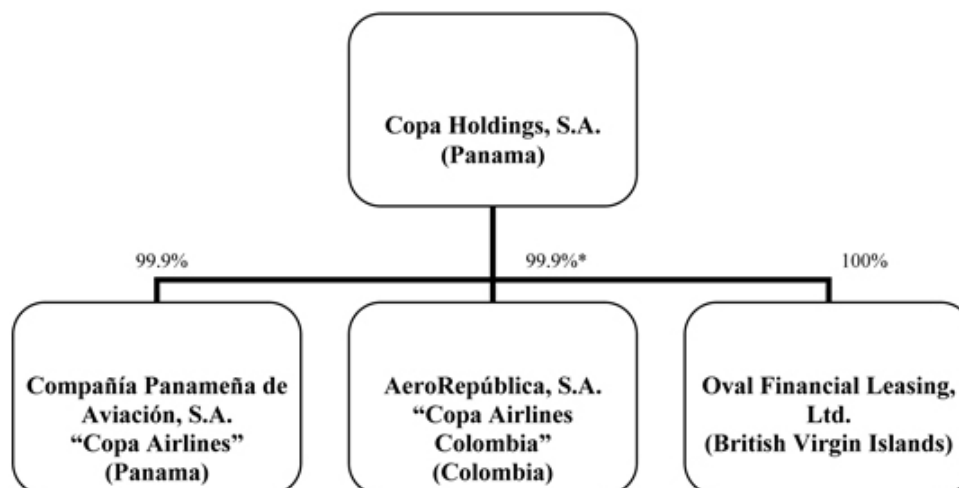 Copa Holdings, S.A.
(Panama)
99.9%
99.9%*
100%
Compañía Panameña de
Aviación, S.A.
“Copa Airlines”
(Panama)
AeroRepública, S.A.
“Copa Airlines
Colombia”
(Colombia)
Oval Financial Leasing,
Ltd.
(British Virgin Islands)